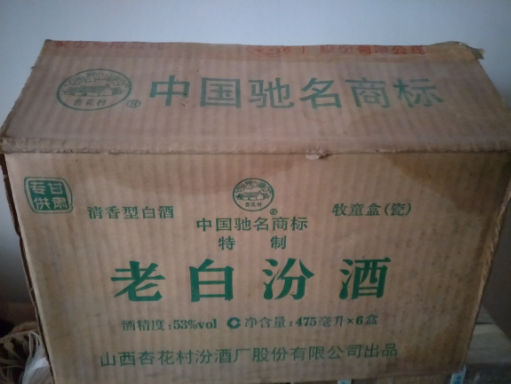 杏花村
® 中国驰名商标
甘肃
专供
清香型白酒
杏花村
®
中国驰名商标
牧童盒(瓷)
特 制
老白汾酒
酒精度:53%vol C 净含量:475毫升×6盒
山西杏花村汾酒厂股份有限公司出品